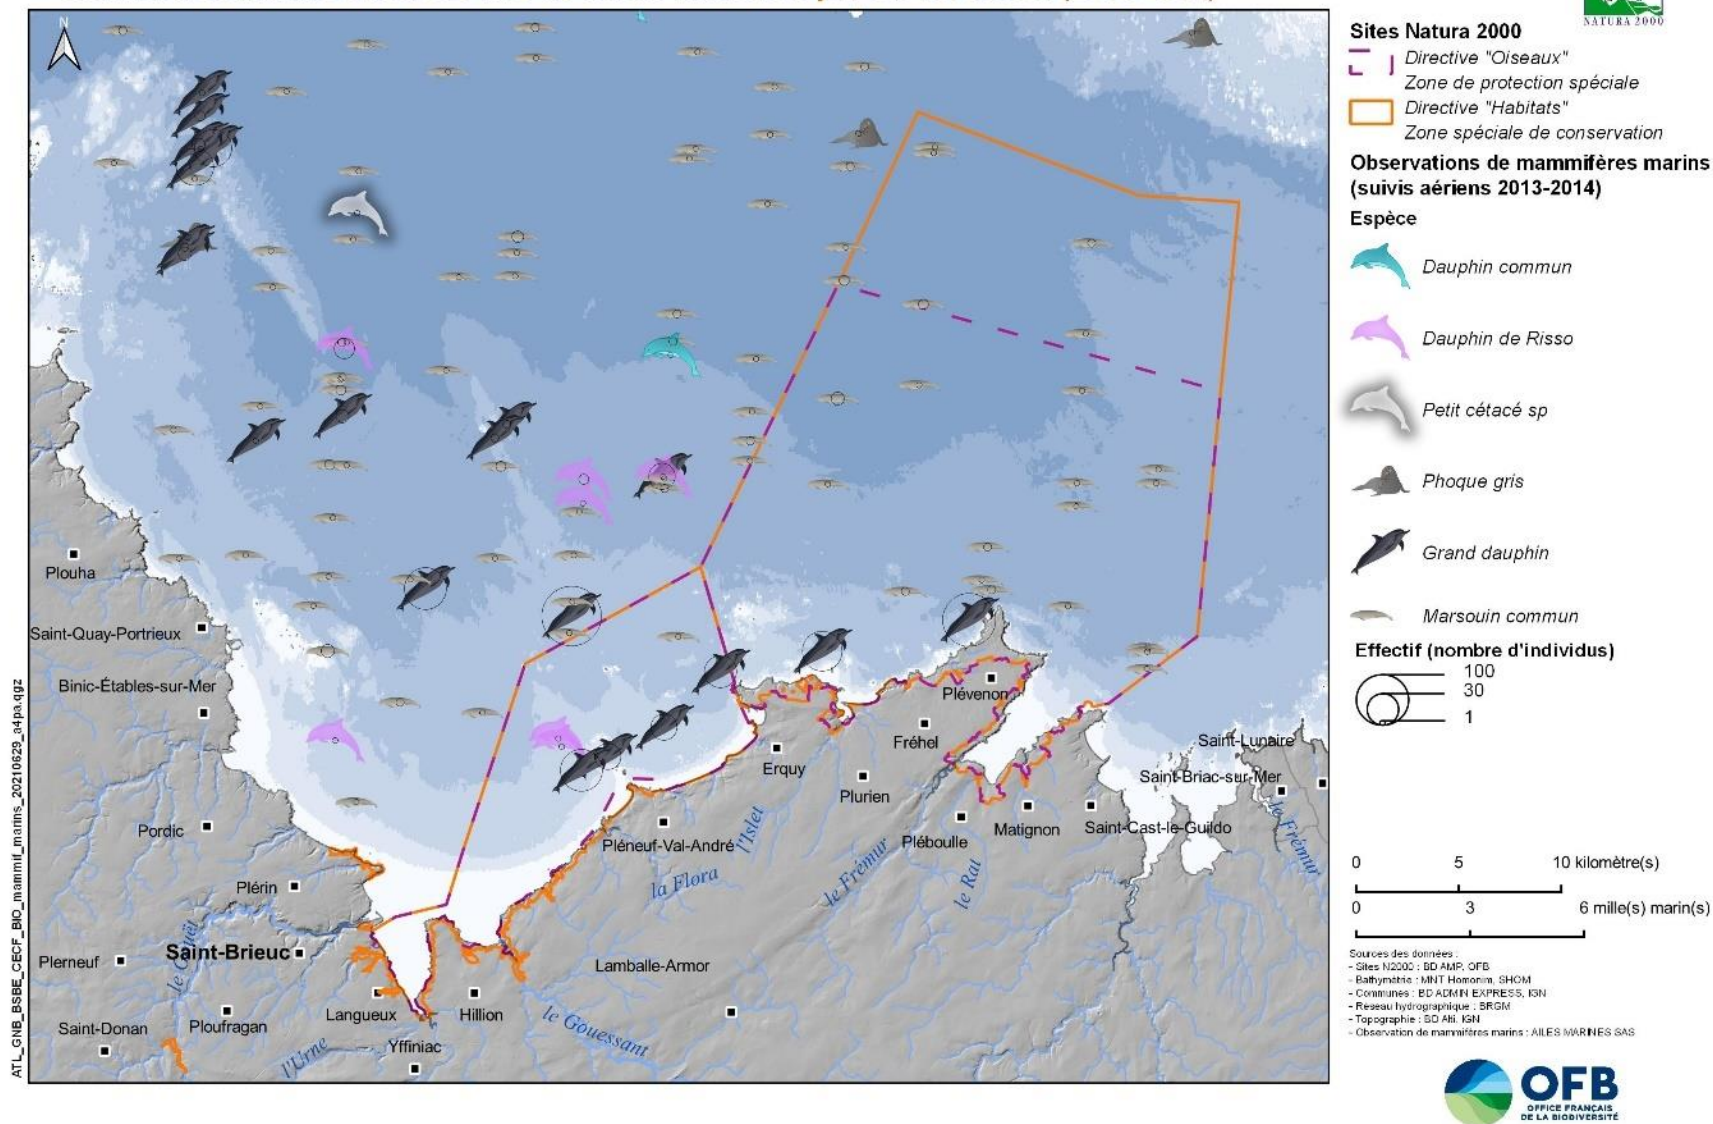 N
Plouha
Saint-Quay-Portrieux
Binic-Étables-sur-Mer
Pordic
Plérin
Saint-Brieuc
Plerneuf
Saint-Donan
Ploufragan
le Gouët
l'Urne
Langueux
Yffiniac
Hillion
le Gouessant
Lamballe-Armor
la Flora
Pléneuf-Val-André
l'Islet
Erquy
Plurien
Fréhel
Plévenon
le Frémur
Pléboulle
le Rat
Matignon
Saint-Cast-le-Guildo
Saint-Briac-sur-Mer
Saint-Lunaire
le Frémur
ATL_GNB_BSBE_CECF_BIO_mammif_marins_20210629_a4pa.qgz
NATURA 2000
Sites Natura 2000
Directive "Oiseaux"
Zone de protection spéciale
Directive "Habitats"
Zone spéciale de conservation
Observations de mammifères marins
(suivis aériens 2013-2014)
Espèce
Dauphin commun
Dauphin de Risso
Petit cétacé sp
Phoque gris
Grand dauphin
Marsouin commun
Effectif (nombre d'individus)
100
30
1
0 5 10 kilomètre(s)
0 3 6 mille(s) marin(s)
Sources des données :
- Sites N2000 : BD AMP, OFB
- Bathymétrie : MNT Homonim, SHOM
- Communes : BD ADMIN EXPRESS, IGN
- Réseau hydrographique : BRGM
- Topographie : BD Alti, IGN
- Observation de mammifères marins : AILES MARINES SAS
OFB
OFFICE FRANÇAIS
DE LA BIODIVERSITÉ